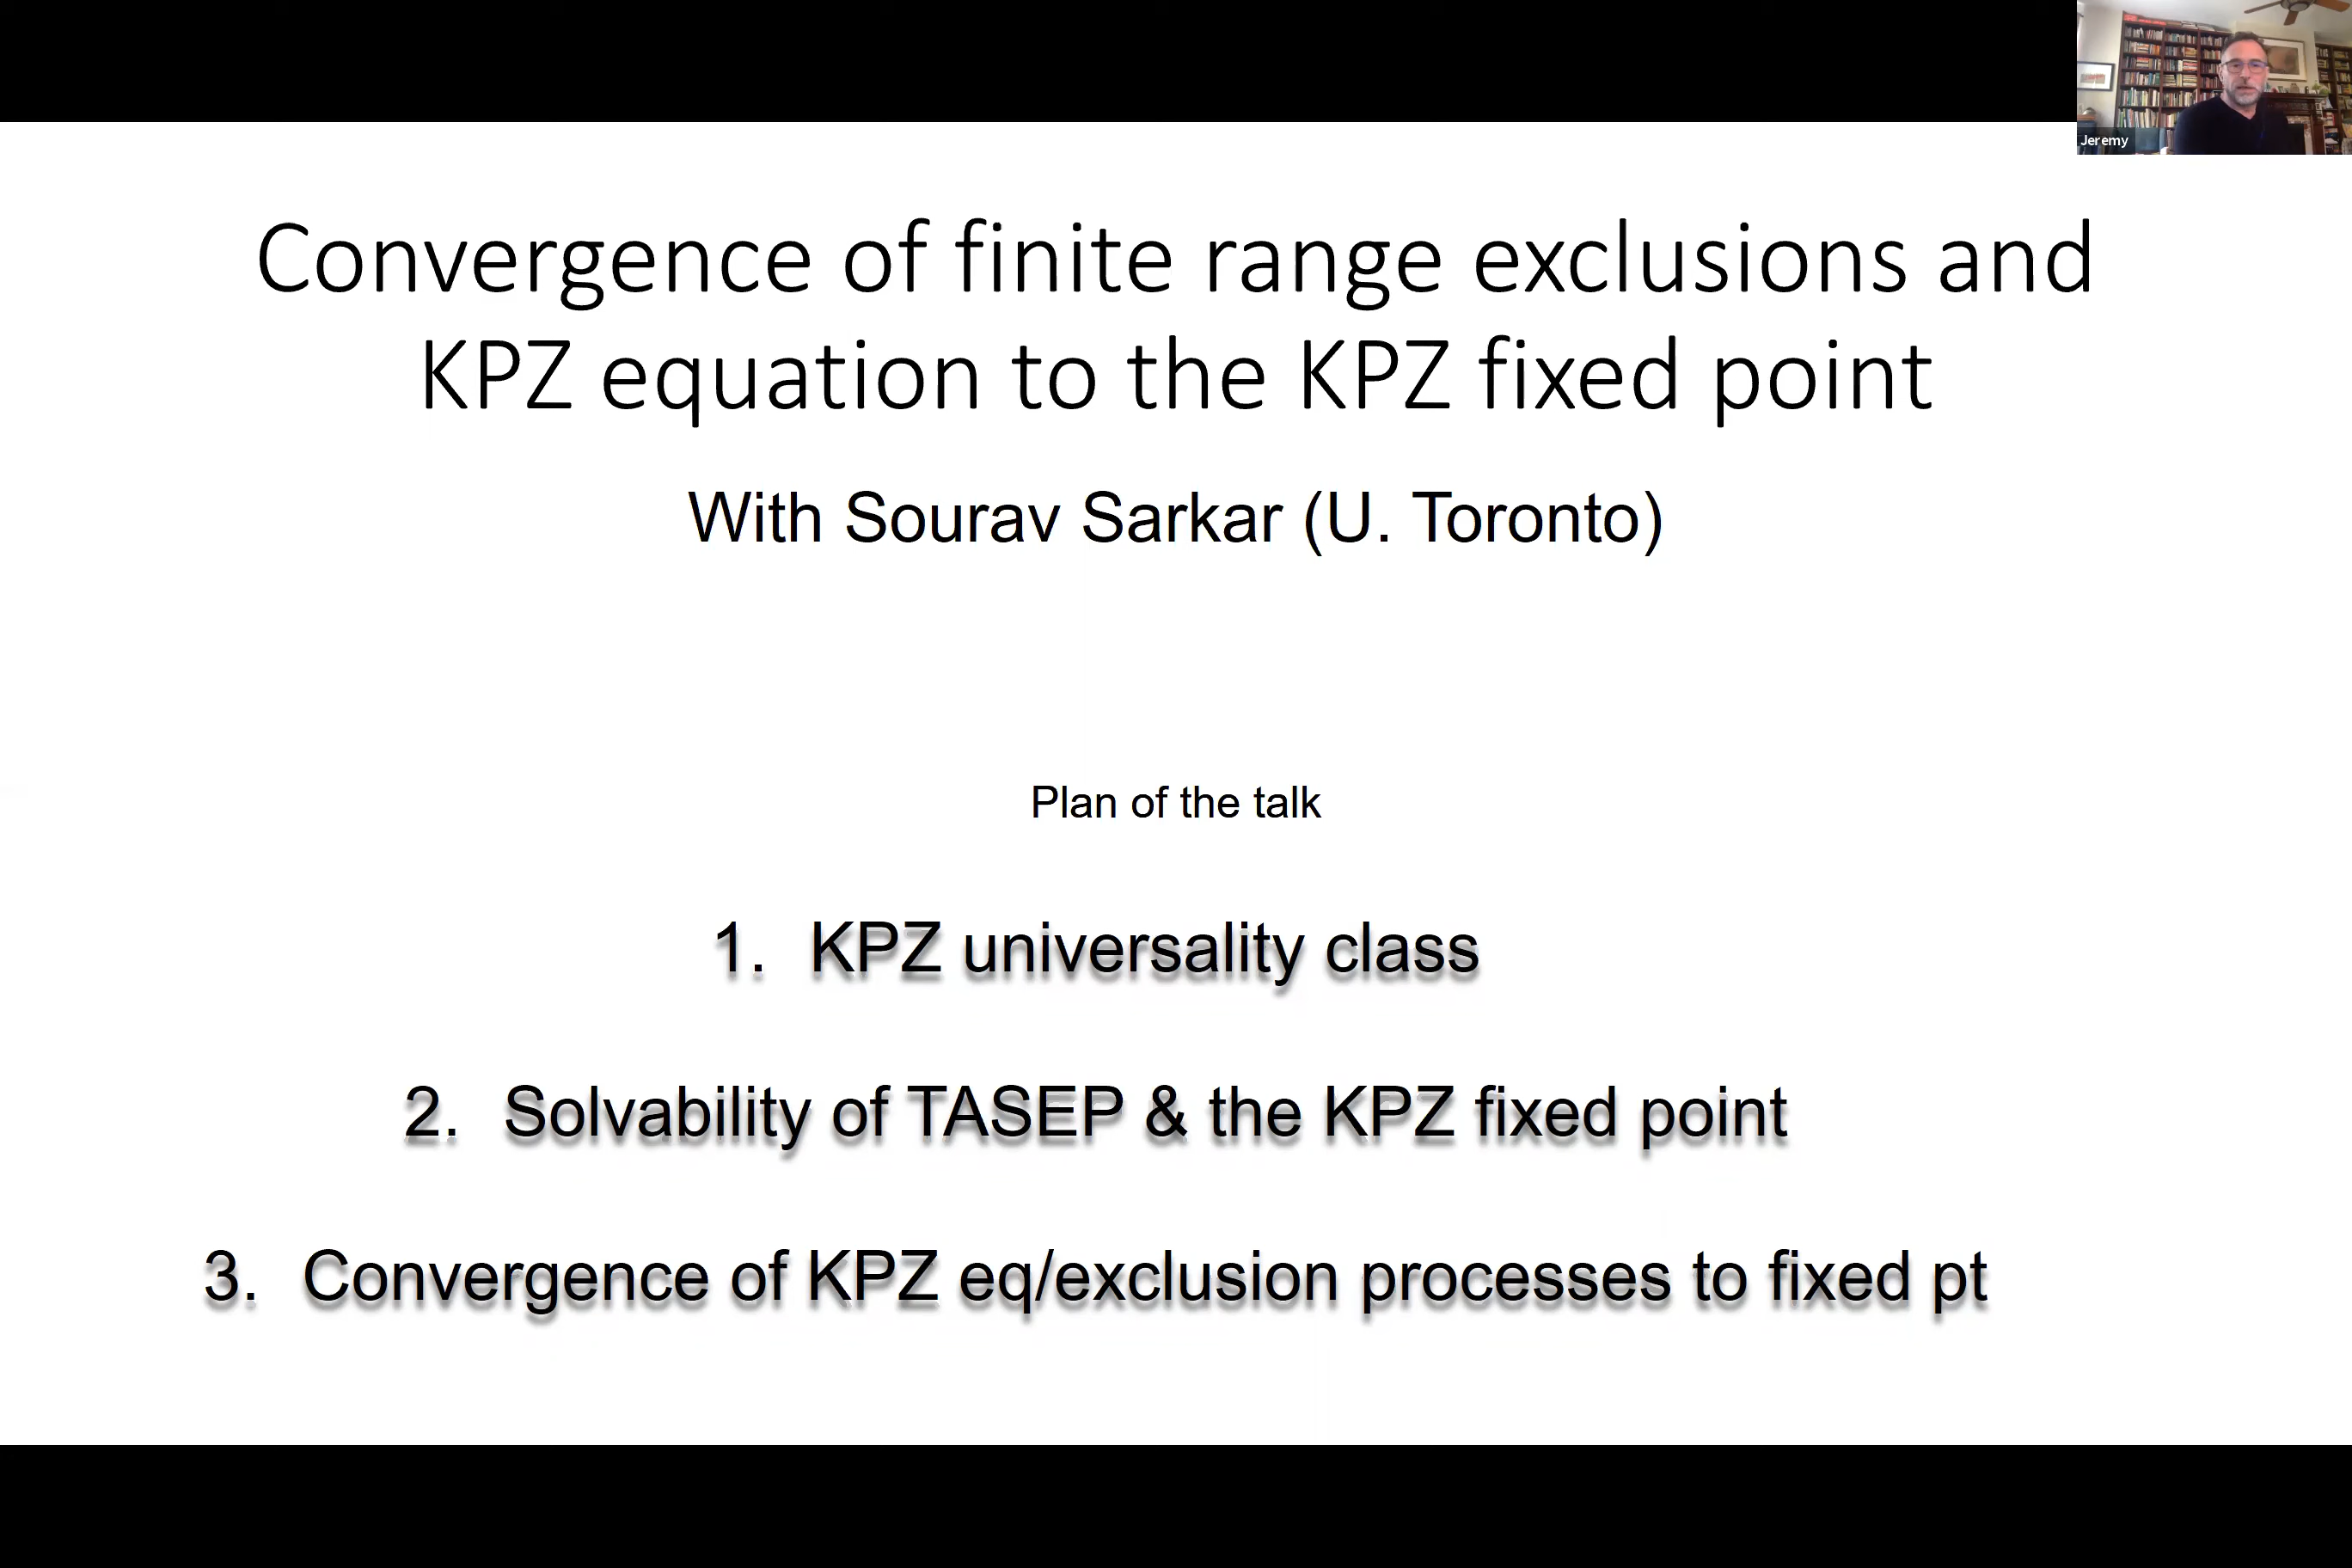 Jeremy
Convergence of finite range exclusions and
KPZ equation to the KPZ fixed point
With Sourav Sarkar (U. Toronto)
Plan of the talk
1. KPZ universality class
2. Solvability of TASEP & the KPZ fixed point
3. Convergence of KPZ eq/exclusion processes to fixed pt